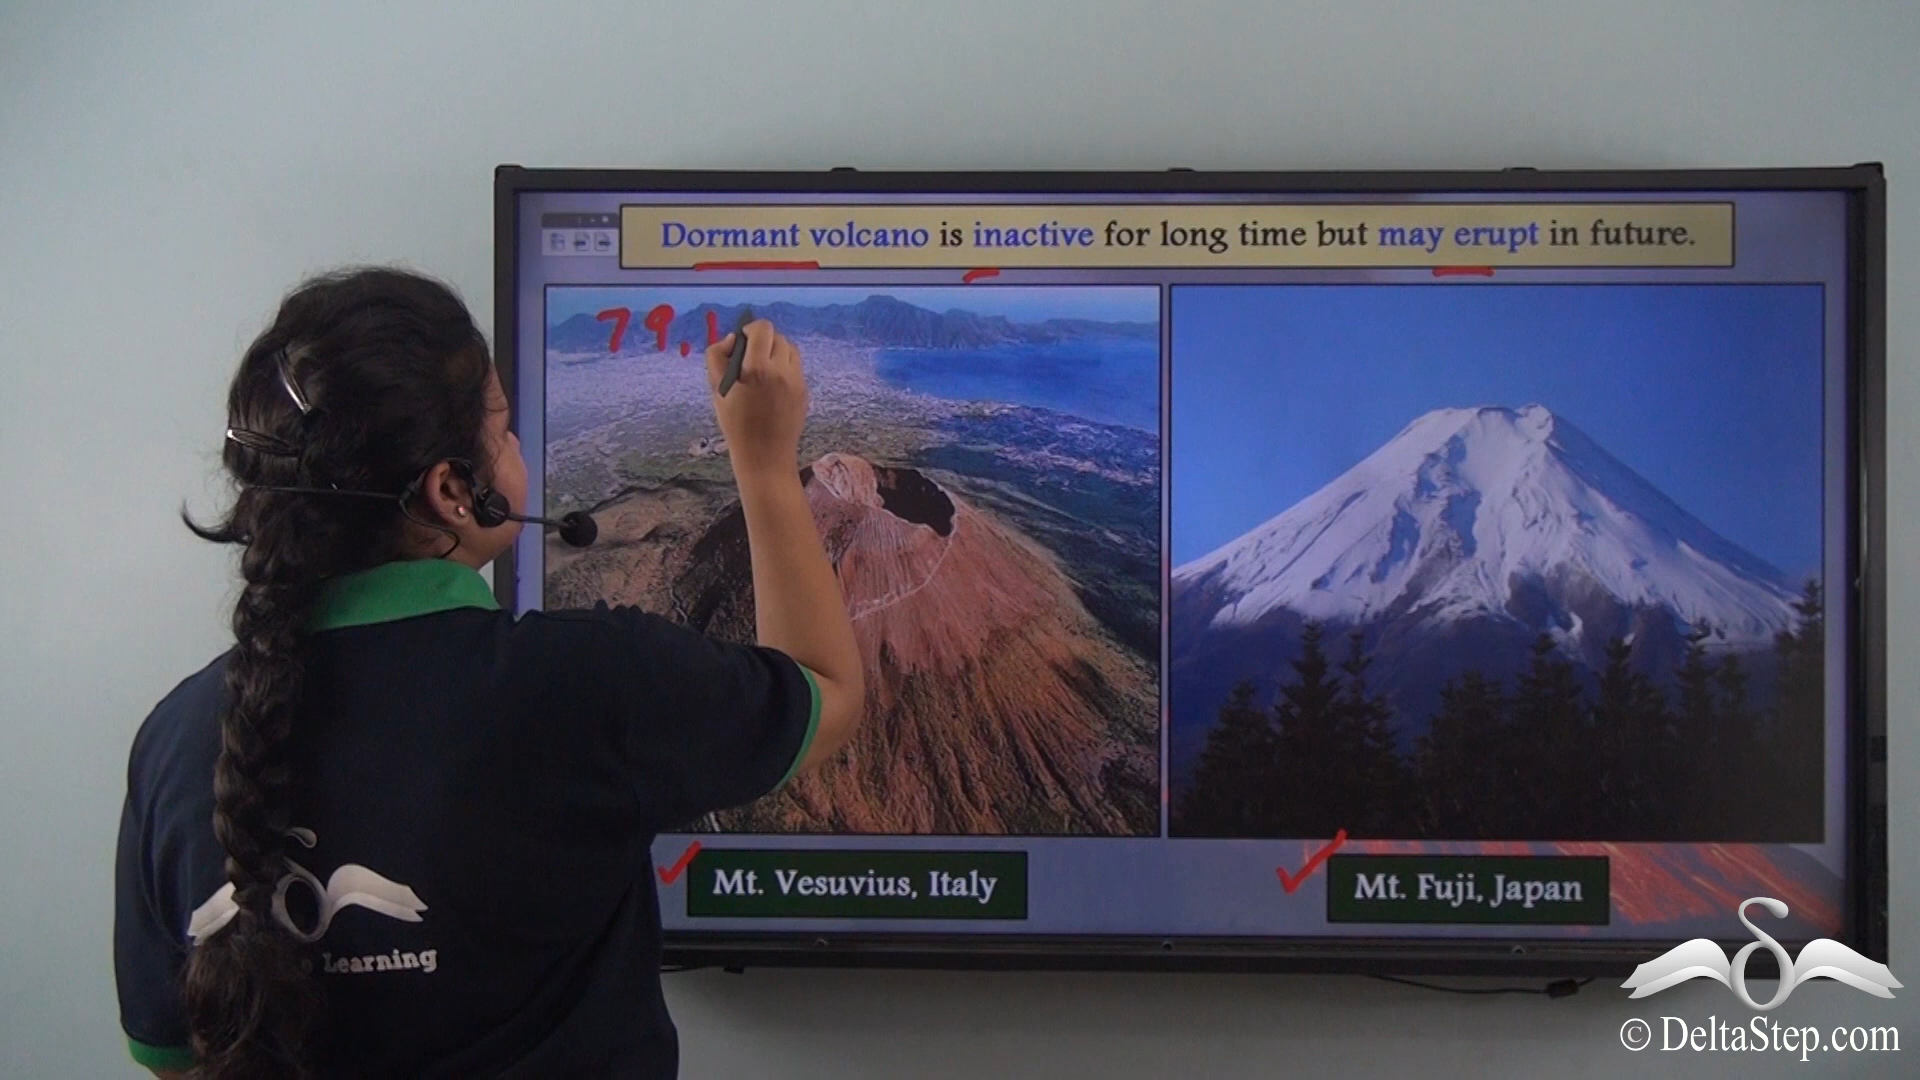 Dormant volcano is inactive for long time but may erupt in future.
79, 1
Mt. Vesuvius, Italy
Mt. Fuji, Japan
Learning
© DeltaStep.com